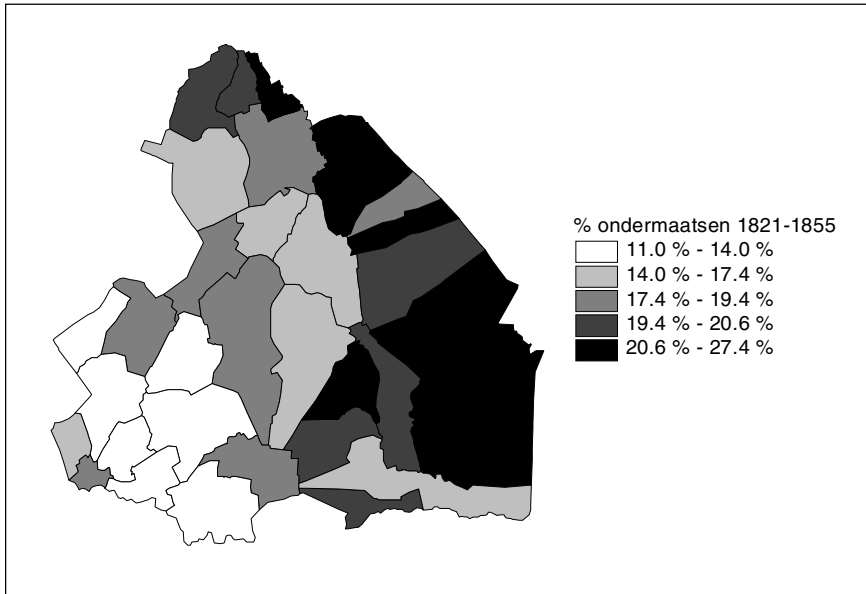 % ondermaatsen 1821-1855
11.0 % - 14.0 %
14.0 % - 17.4 %
17.4 % - 19.4 %
19.4 % - 20.6 %
20.6 % - 27.4 %